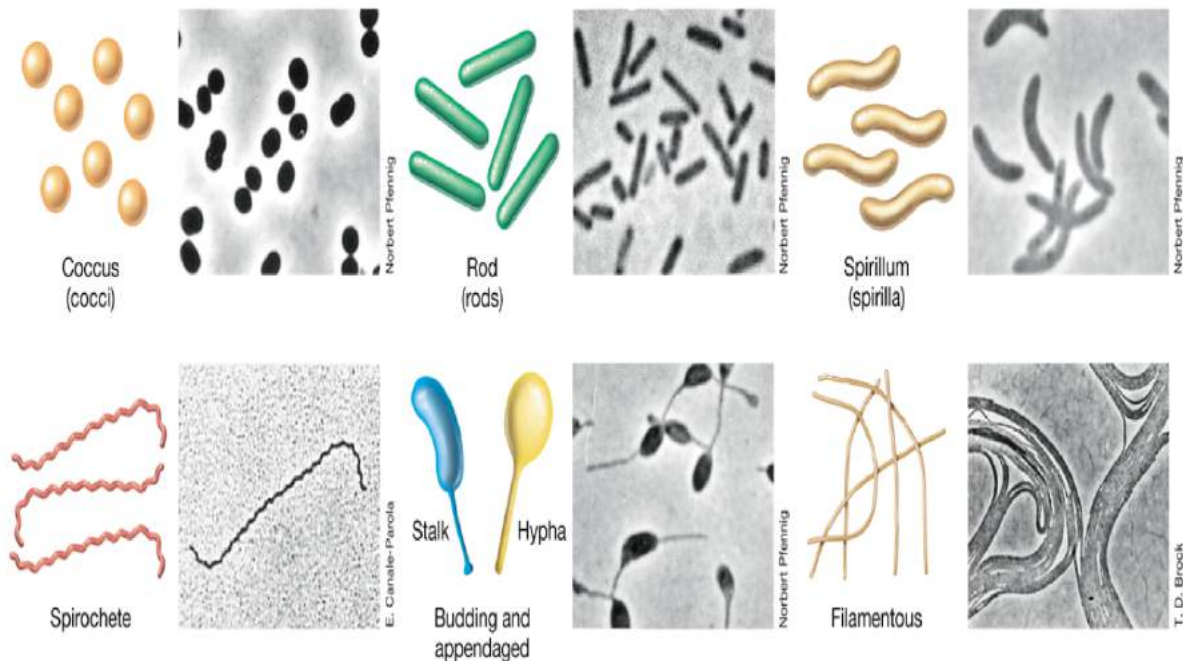 Coccus
(cocci)
Norbert Pfennig
Rod
(rods)
Norbert Pfennig
Spirillum
(spirilla)
Norbert Pfennig
Spirochete
E. Canale-Parola
Stalk
Hypha
Budding and
appendaged
Norbert Pfennig
Filamentous
T. D. Brock